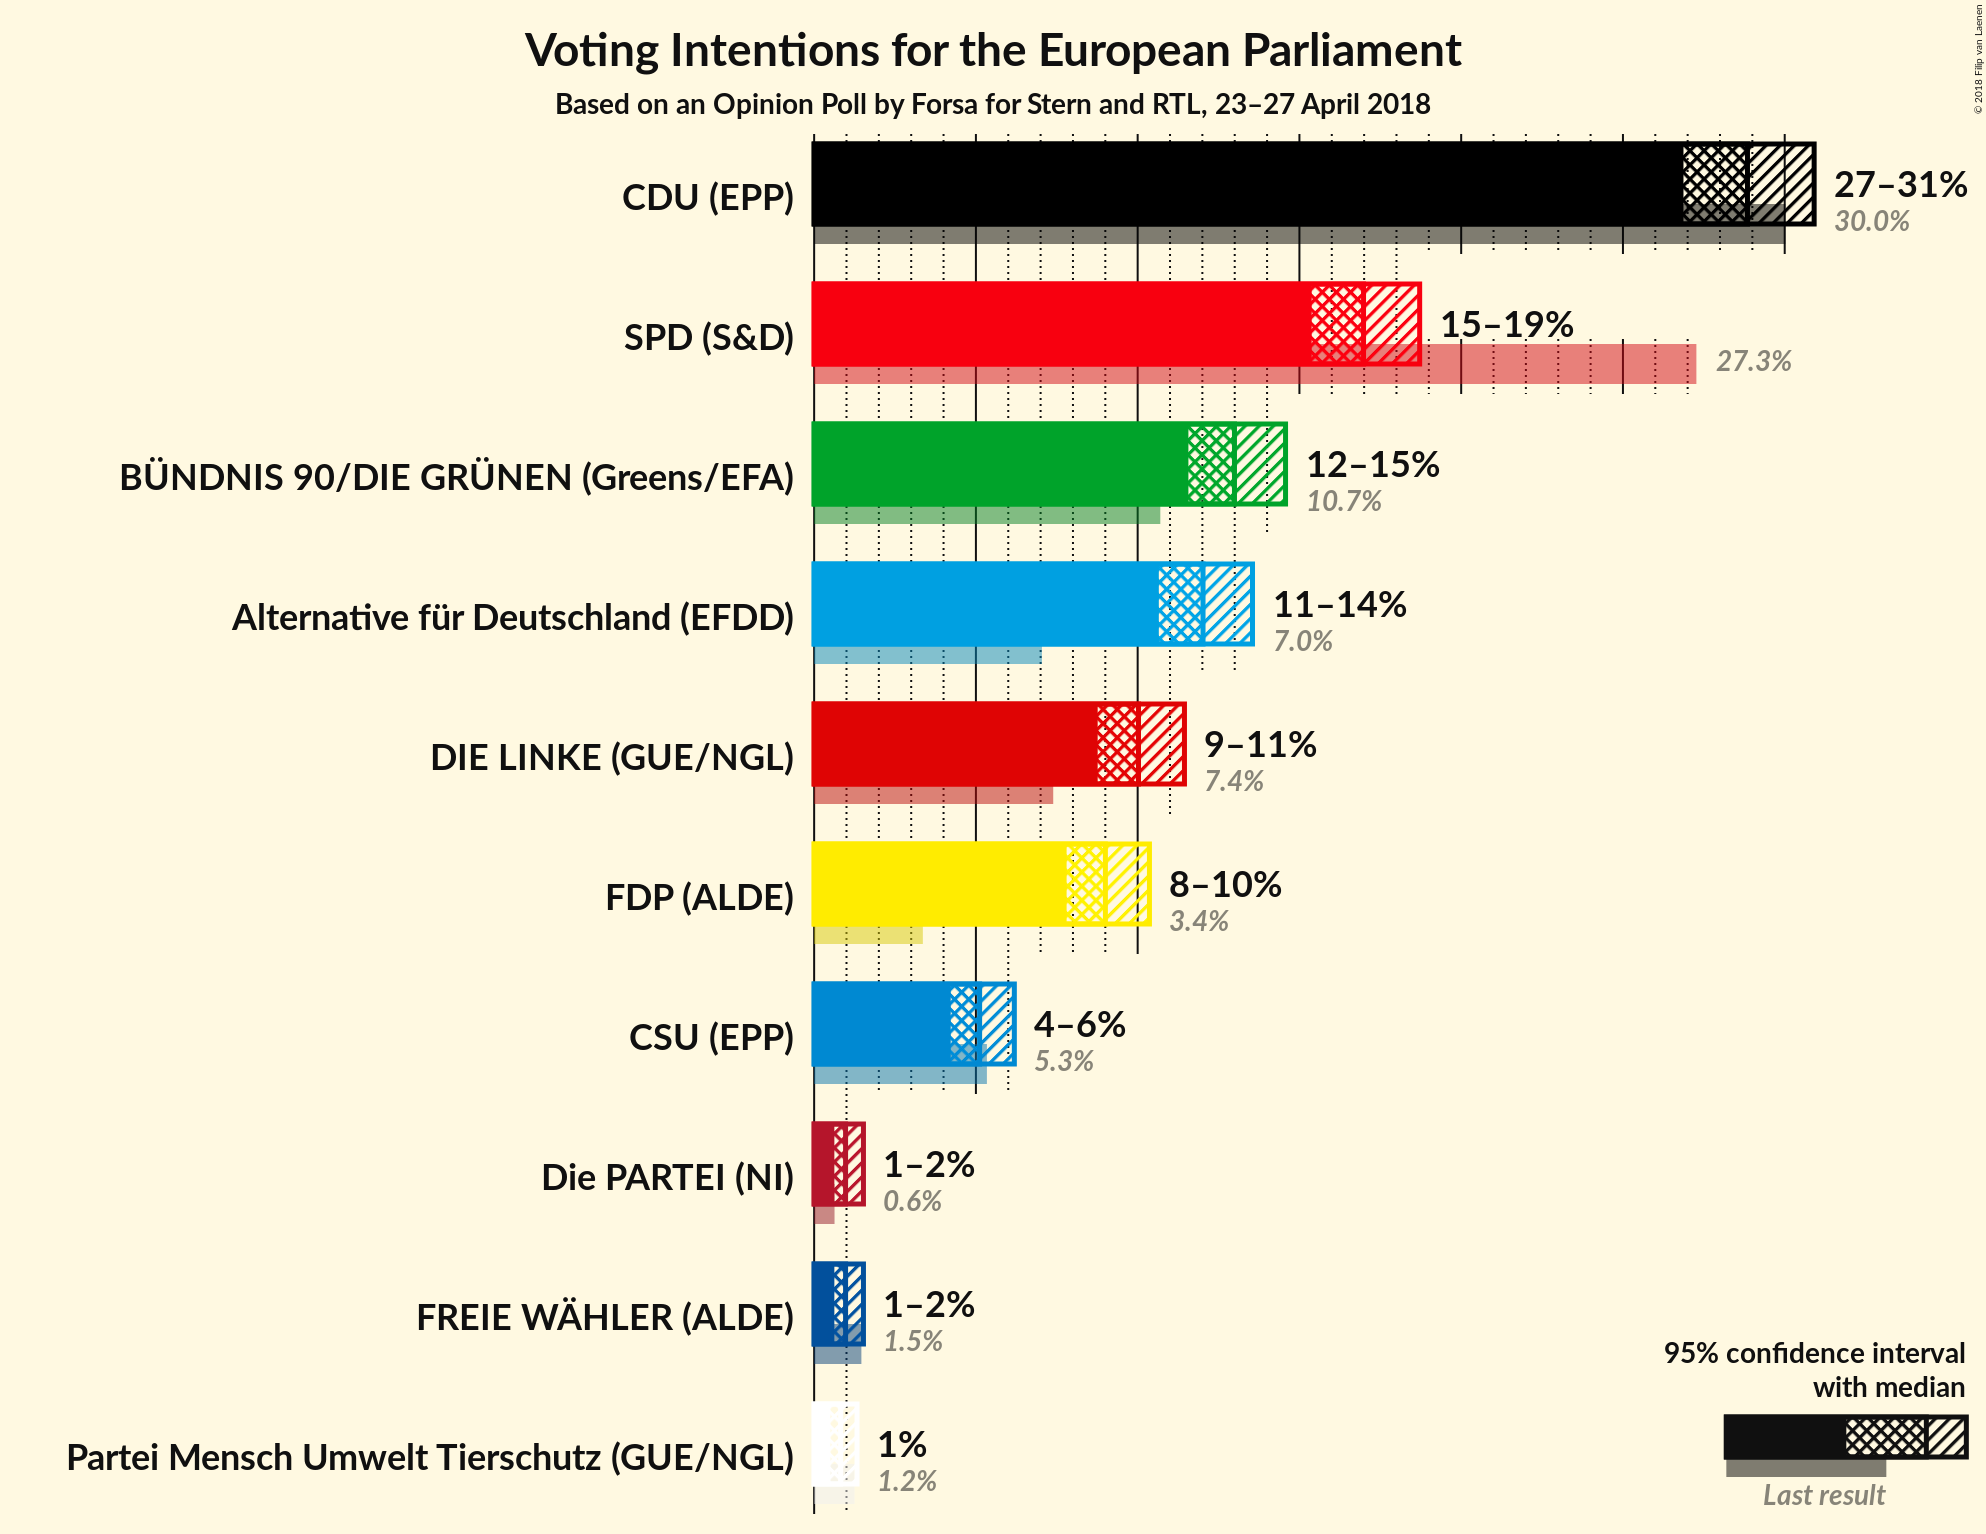 Voting Intentions for the European Parliament
Based on an Opinion Poll by Forsa for Stern and RTL, 23–27 April 2018
© 2018 Filip van Laenen
CDU (EPP)
27–31%
30.0%
SPD (S&D)
15–19%
27.3%
BÜNDNIS 90/DIE GRÜNEN (Greens/EFA)
12–15%
10.7%
Alternative für Deutschland (EFDD)
11–14%
7.0%
DIE LINKE (GUE/NGL)
9–11%
7.4%
FDP (ALDE)
8–10%
3.4%
CSU (EPP)
4–6%
5.3%
Die PARTEI (NI)
1–2%
0.6%
FREIE WÄHLER (ALDE)
1–2%
1.5%
Partei Mensch Umwelt Tierschutz (GUE/NGL)
1%
1.2%
95% confidence interval
with median
Last result